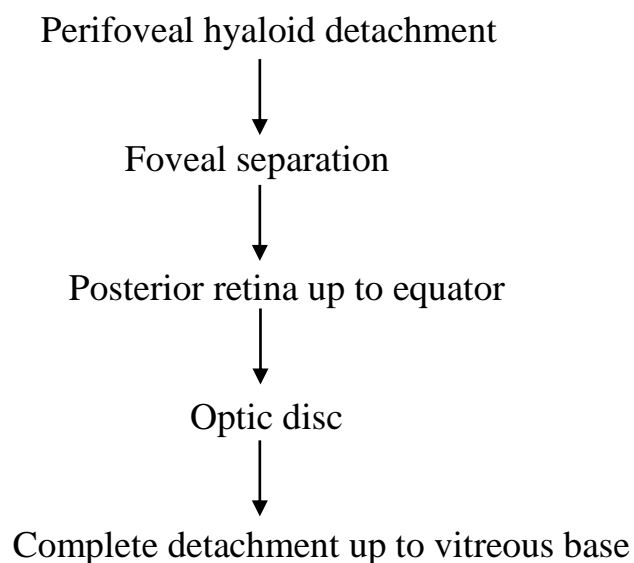 Perifoveal hyaloid detachment
Foveal separation
Posterior retina up to equator
Optic disc
Complete detachment up to vitreous base